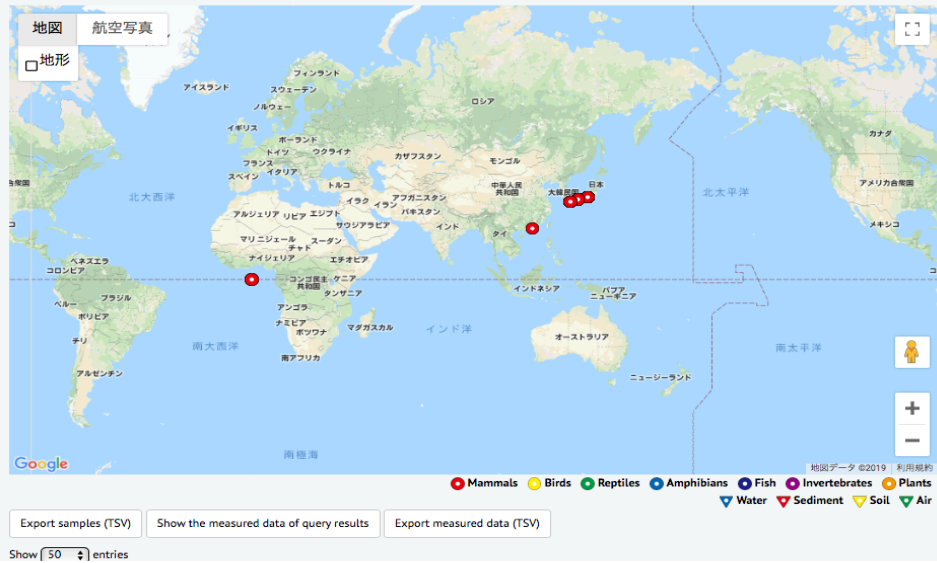 地図 航空写真
地形
アイスランド
フィンランド
スウェーデン
ノルウェー
ロシア
イギリス
ポーランド
ドイツ ウクライナ
フランス
スペイン イタリア
カザフスタン
モンゴル
カナダ
トルコ
中華人民
共和国
大韓民国
日本
合衆国
アメリカ合衆国
北大西洋
北太平洋
イラク イラン
アフガニスタン
パキスタン
アルジェリア リビア エジプト
サウジアラビア
インド
タイ
メキシコ
マリ ニジェール スーダン
チャド
ナイジェリア エチオピア
ベネズエラ
コロンビア
コンゴ民主
共和国
ケニア
タンザニア
インドネシア
パプア
ニューギニア
ペルー
ブラジル
ボリビア
アンゴラ
ナミビア
ボツワナ
マダガスカル
インド洋
オーストラリア
チリ
南大西洋
南アフリカ
南太平洋
アルゼンチン
ニュージーランド
南極海
Google
地図データ ©2019 利用規約
Mammals Birds Reptiles Amphibians Fish Invertebrates Plants
Water Sediment Soil Air
Export samples (TSV) Show the measured data of query results Export measured data (TSV)
Show 50 entries